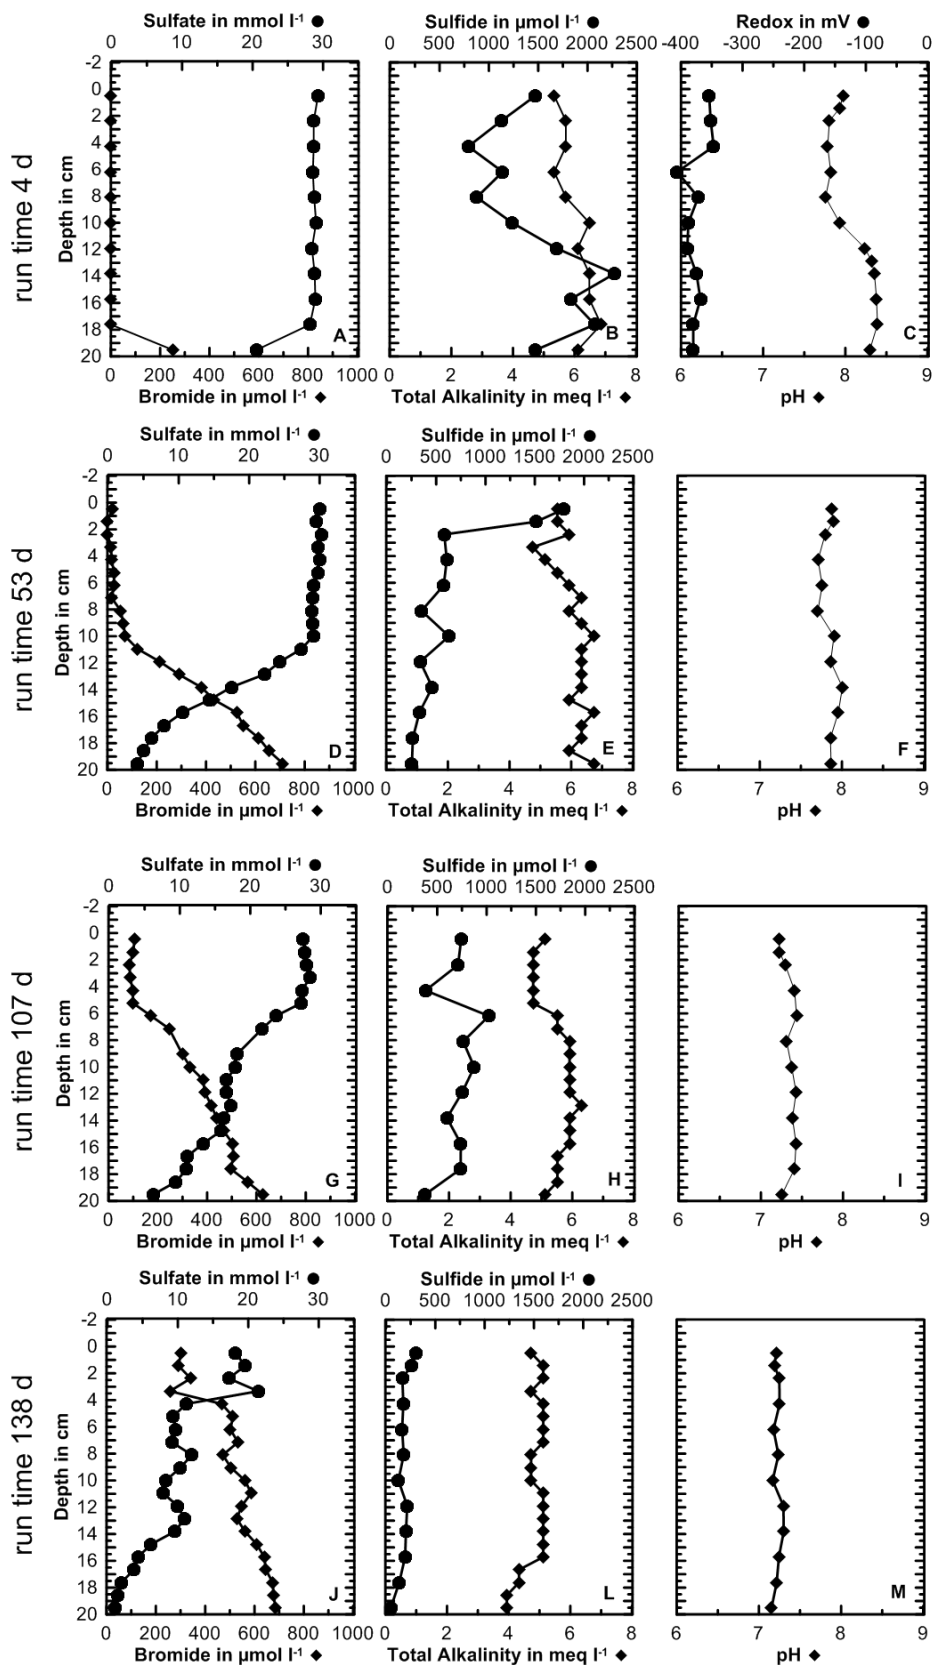 Sulfate in mmol l-1 ● Sulfide in µmol l-1 ● Redox in mV ●
0 10 20 30 0 500 1000 1500 2000 2500 -400 -300 -200 -100 0
-2
0
2
4
6
8
10
12
14
16
18
20
Depth in cm
run time 4 d
A B C
0 200 400 600 800 1000 0 2 4 6 8 6 7 8 9
Bromide in µmol l-1 ◆ Total Alkalinity in meq l-1 ◆ pH ◆
Sulfate in mmol l-1 ● Sulfide in µmol l-1 ●
0 10 20 30 0 500 1000 1500 2000 2500
-2
0
2
4
6
8
10
12
14
16
18
20
Depth in cm
run time 53 d
D E F
0 200 400 600 800 1000 0 2 4 6 8 6 7 8 9
Bromide in µmol l-1 ◆ Total Alkalinity in meq l-1 ◆ pH ◆
Sulfate in mmol l-1 ● Sulfide in µmol l-1 ●
0 10 20 30 0 500 1000 1500 2000 2500
-2
0
2
4
6
8
10
12
14
16
18
20
Depth in cm
run time 107 d
G H I
0 200 400 600 800 1000 0 2 4 6 8 6 7 8 9
Bromide in µmol l-1 ◆ Total Alkalinity in meq l-1 ◆ pH ◆
Sulfate in mmol l-1 ● Sulfide in µmol l-1 ●
0 10 20 30 0 500 1000 1500 2000 2500
-2
0
2
4
6
8
10
12
14
16
18
20
Depth in cm
run time 138 d
J L M
0 200 400 600 800 1000 0 2 4 6 8 6 7 8 9
Bromide in µmol l-1 ◆ Total Alkalinity in meq l-1 ◆ pH ◆